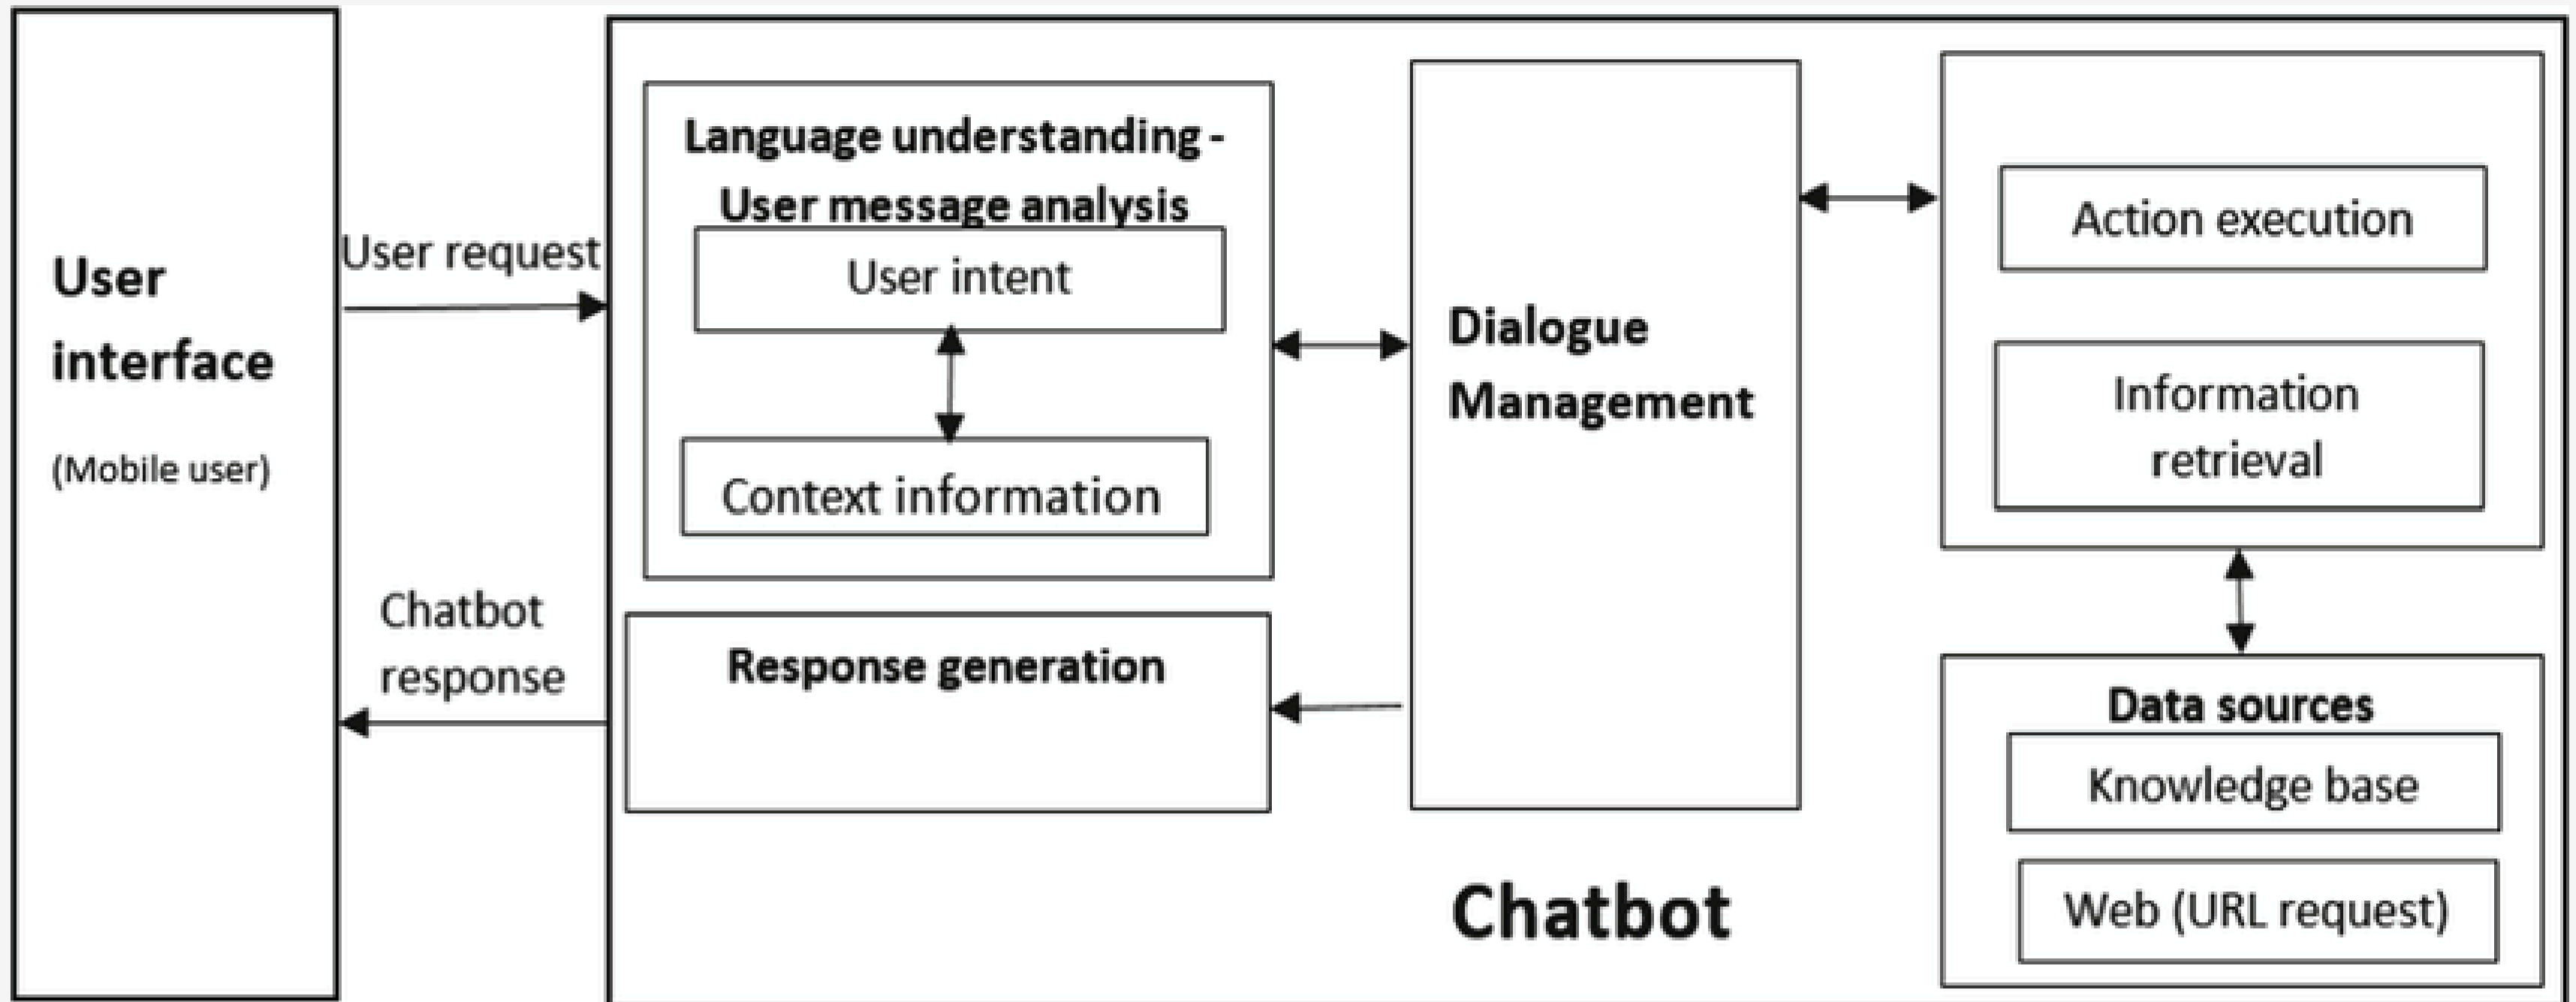 User
interface
(Mobile user)
User request
Chatbot
response
Language understanding -
User message analysis
User intent
Context information
Response generation
Dialogue
Management
Action execution
Information
retrieval
Data sources
Knowledge base
Web (URL request)
Chatbot